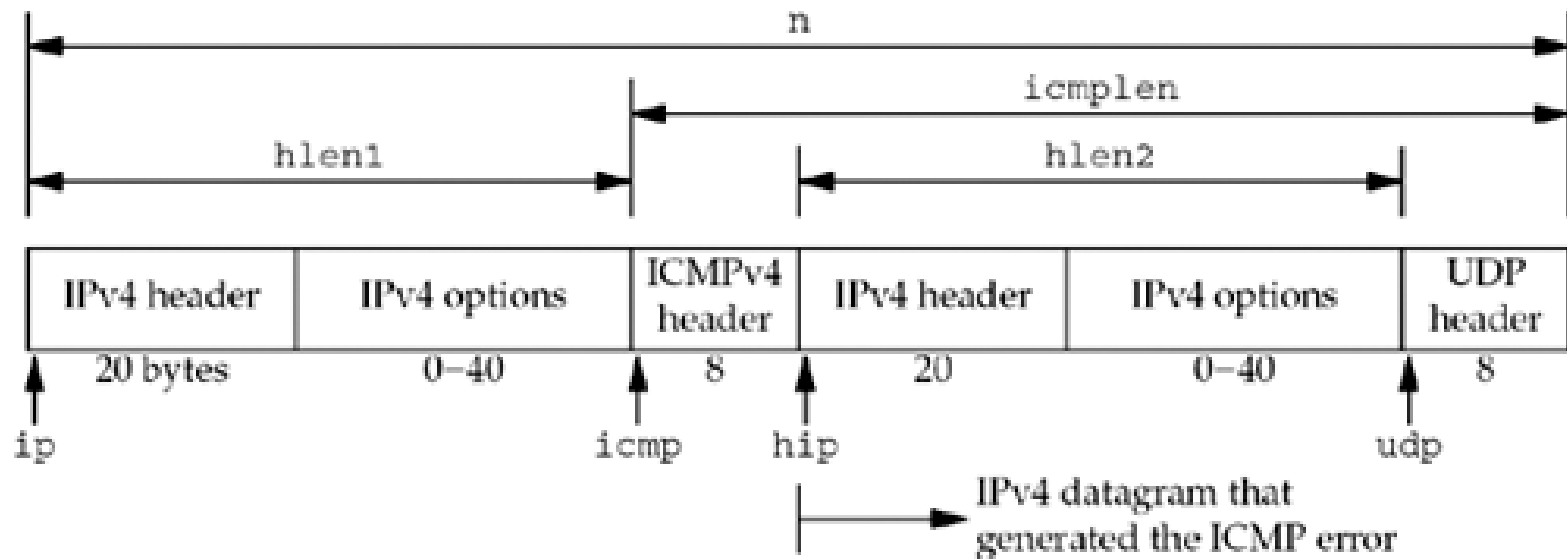 n
icmplen
hlen1
hlen2
IPv4 header
IPv4 options
ICMPv4
header
IPv4 header
IPv4 options
UDP
header
20 bytes
0–40
8
20
0–40
8
ip
icmp
hip
udp
IPv4 datagram that
generated the ICMP error